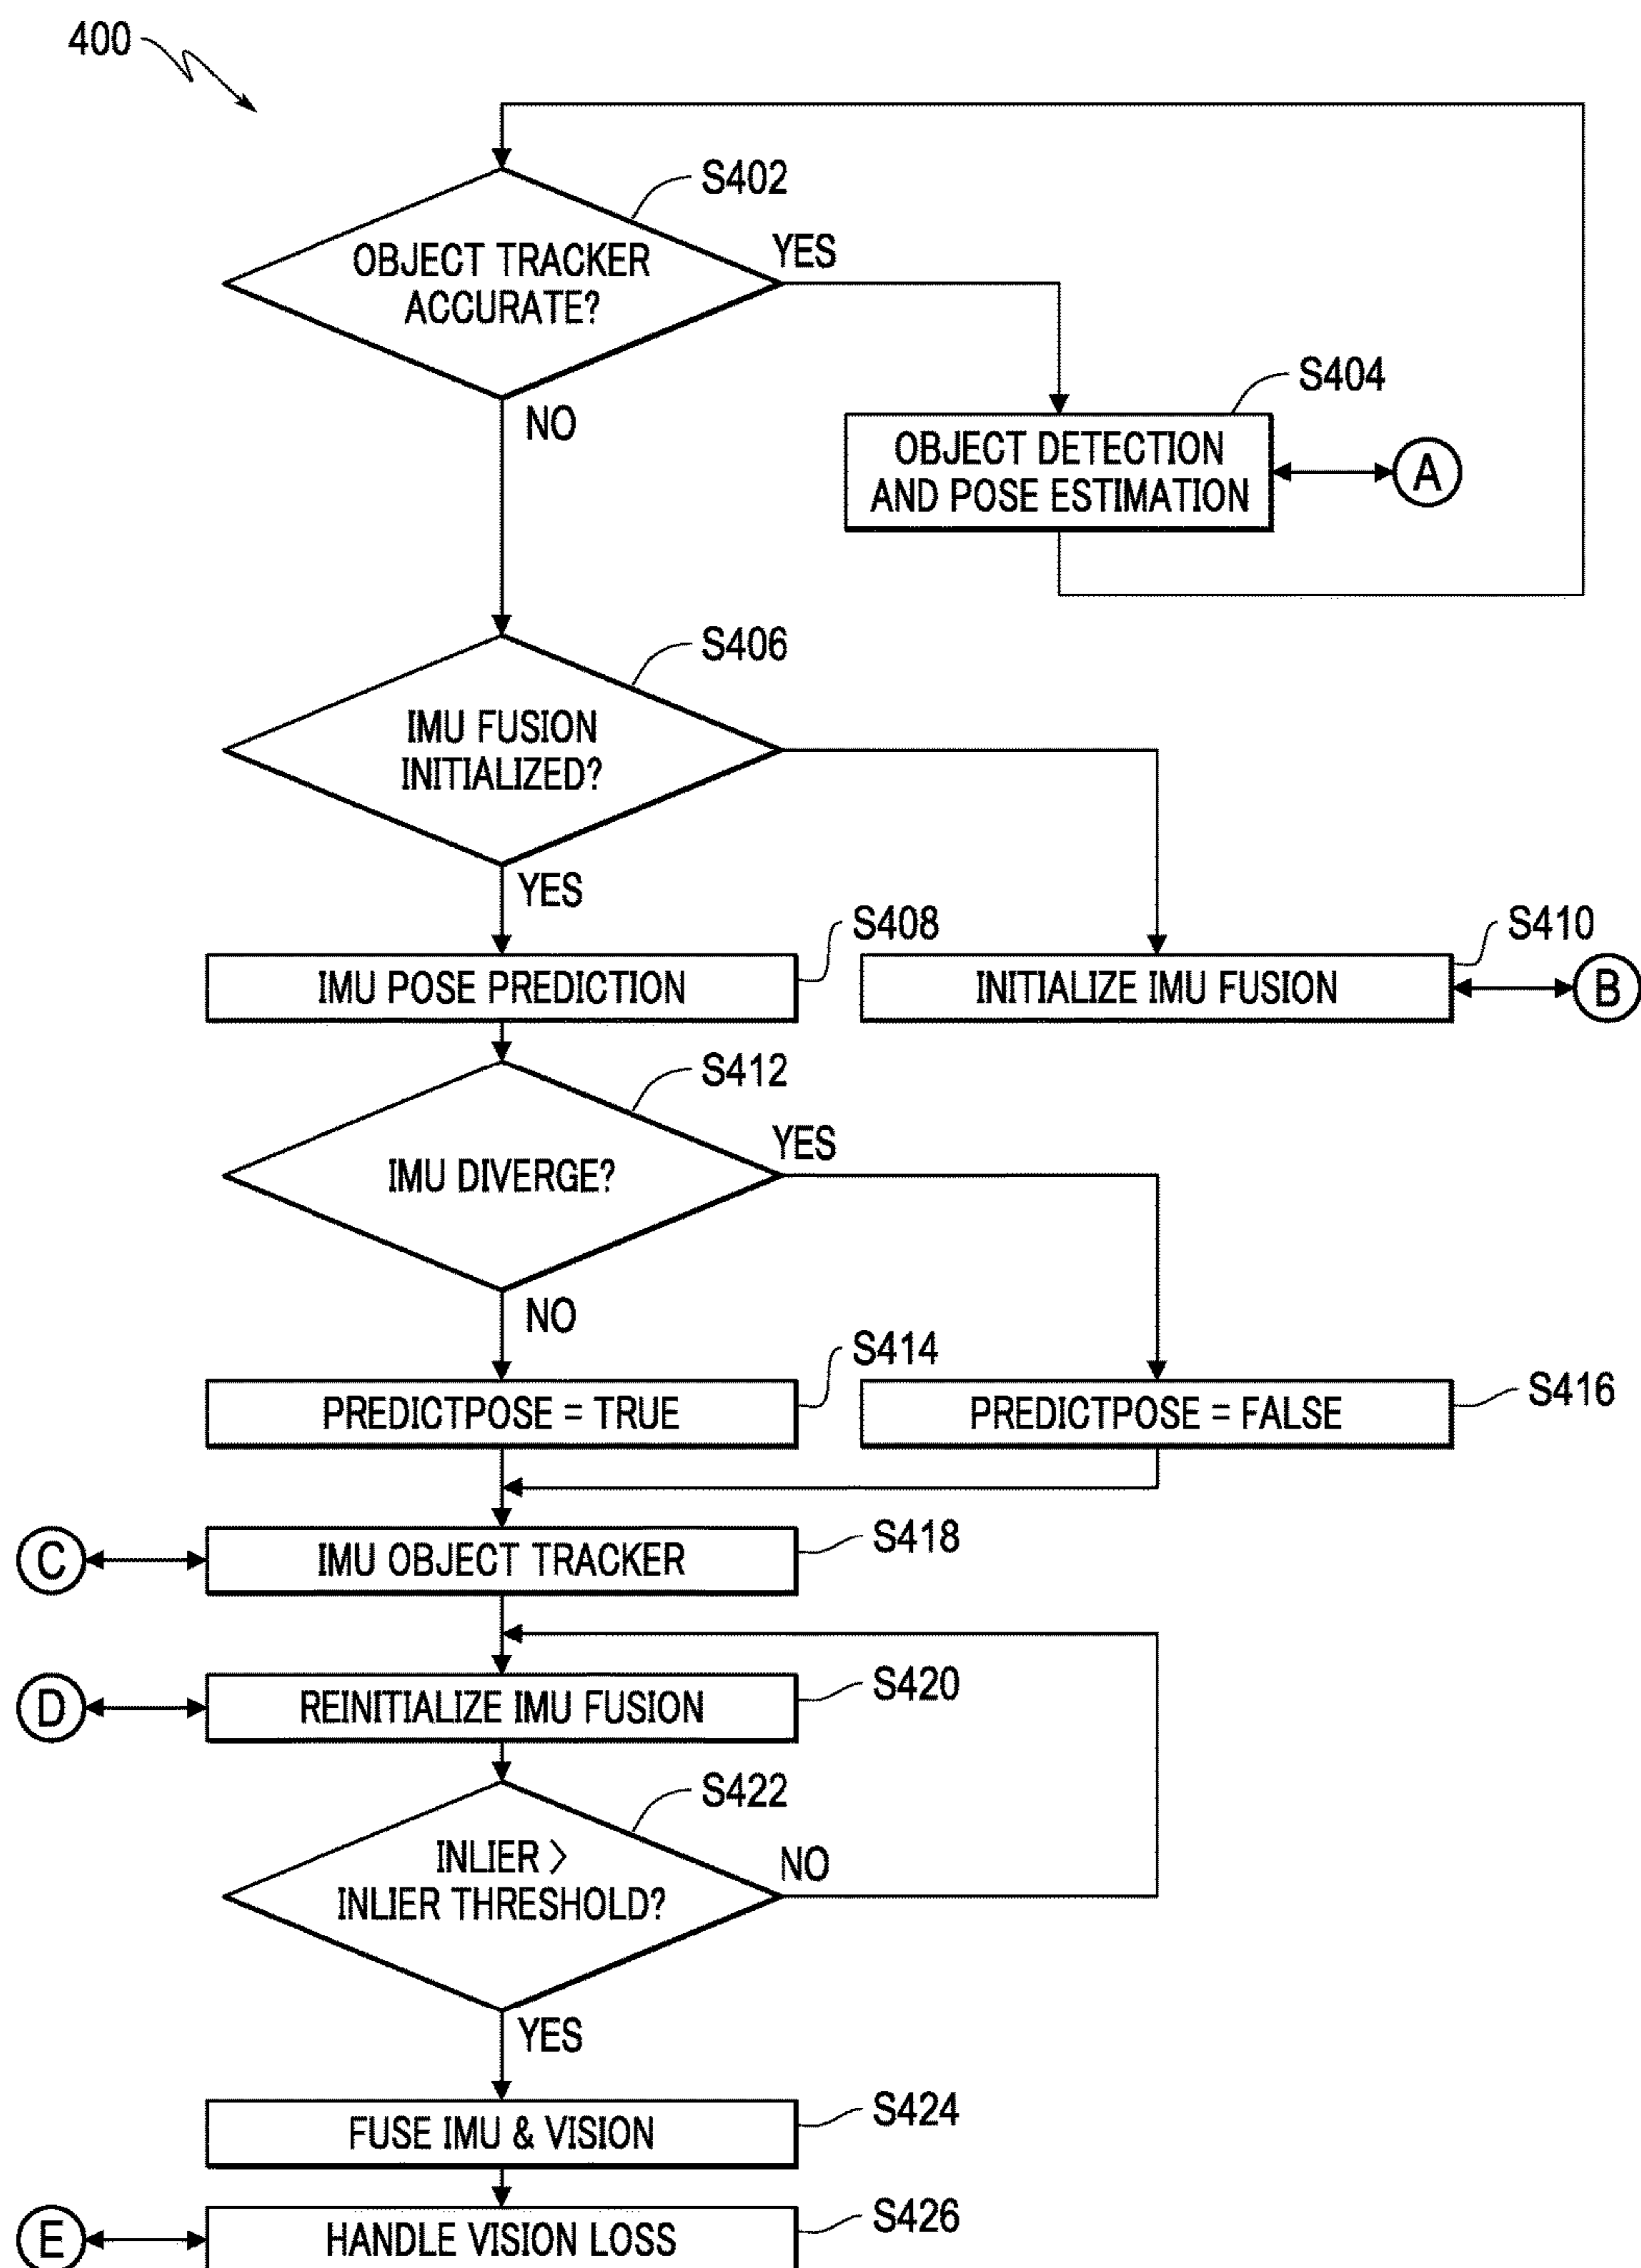 400
S402
OBJECT TRACKER
ACCURATE?
YES
NO
S404
OBJECT DETECTION
AND POSE ESTIMATION
A
S406
IMU FUSION
INITIALIZED?
YES
S408
IMU POSE PREDICTION
S410
INITIALIZE IMU FUSION
B
S412
IMU DIVERGE?
YES
NO
S414
PREDICTPOSE = TRUE
S416
PREDICTPOSE = FALSE
C
IMU OBJECT TRACKER
S418
D
REINITIALIZE IMU FUSION
S420
S422
INLIER >
INLIER THRESHOLD?
NO
YES
FUSE IMU & VISION
S424
E
HANDLE VISION LOSS
S426